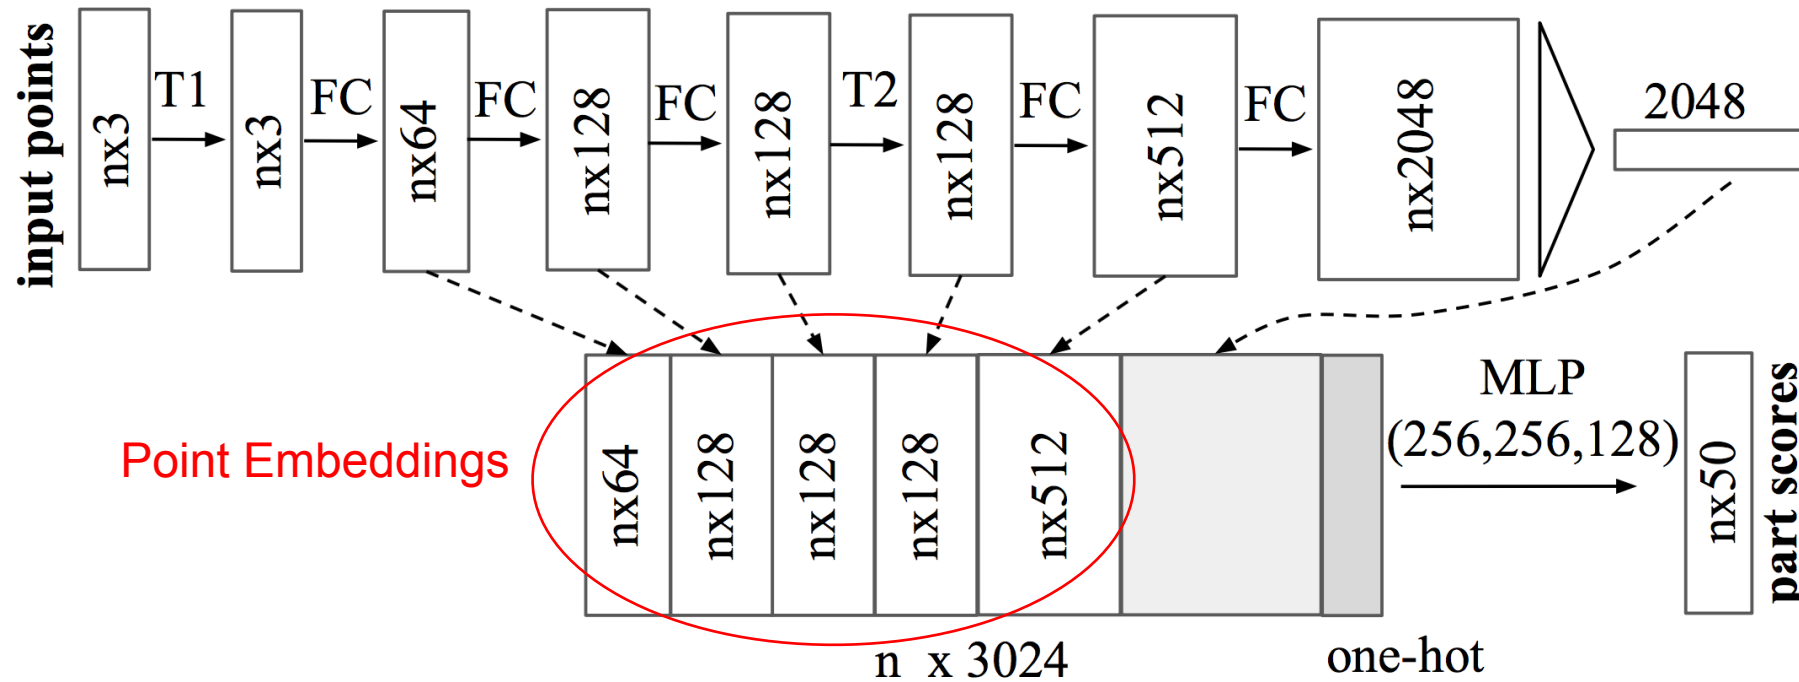 input points
nx3
T1
nx3
FC
nx64
FC
nx128
FC
nx128
T2
nx128
FC
nx512
FC
nx2048
2048
Point Embeddings
nx64
nx128
nx128
nx128
nx512
MLP
(256,256,128)
nx50
part scores
n x 3024
one-hot